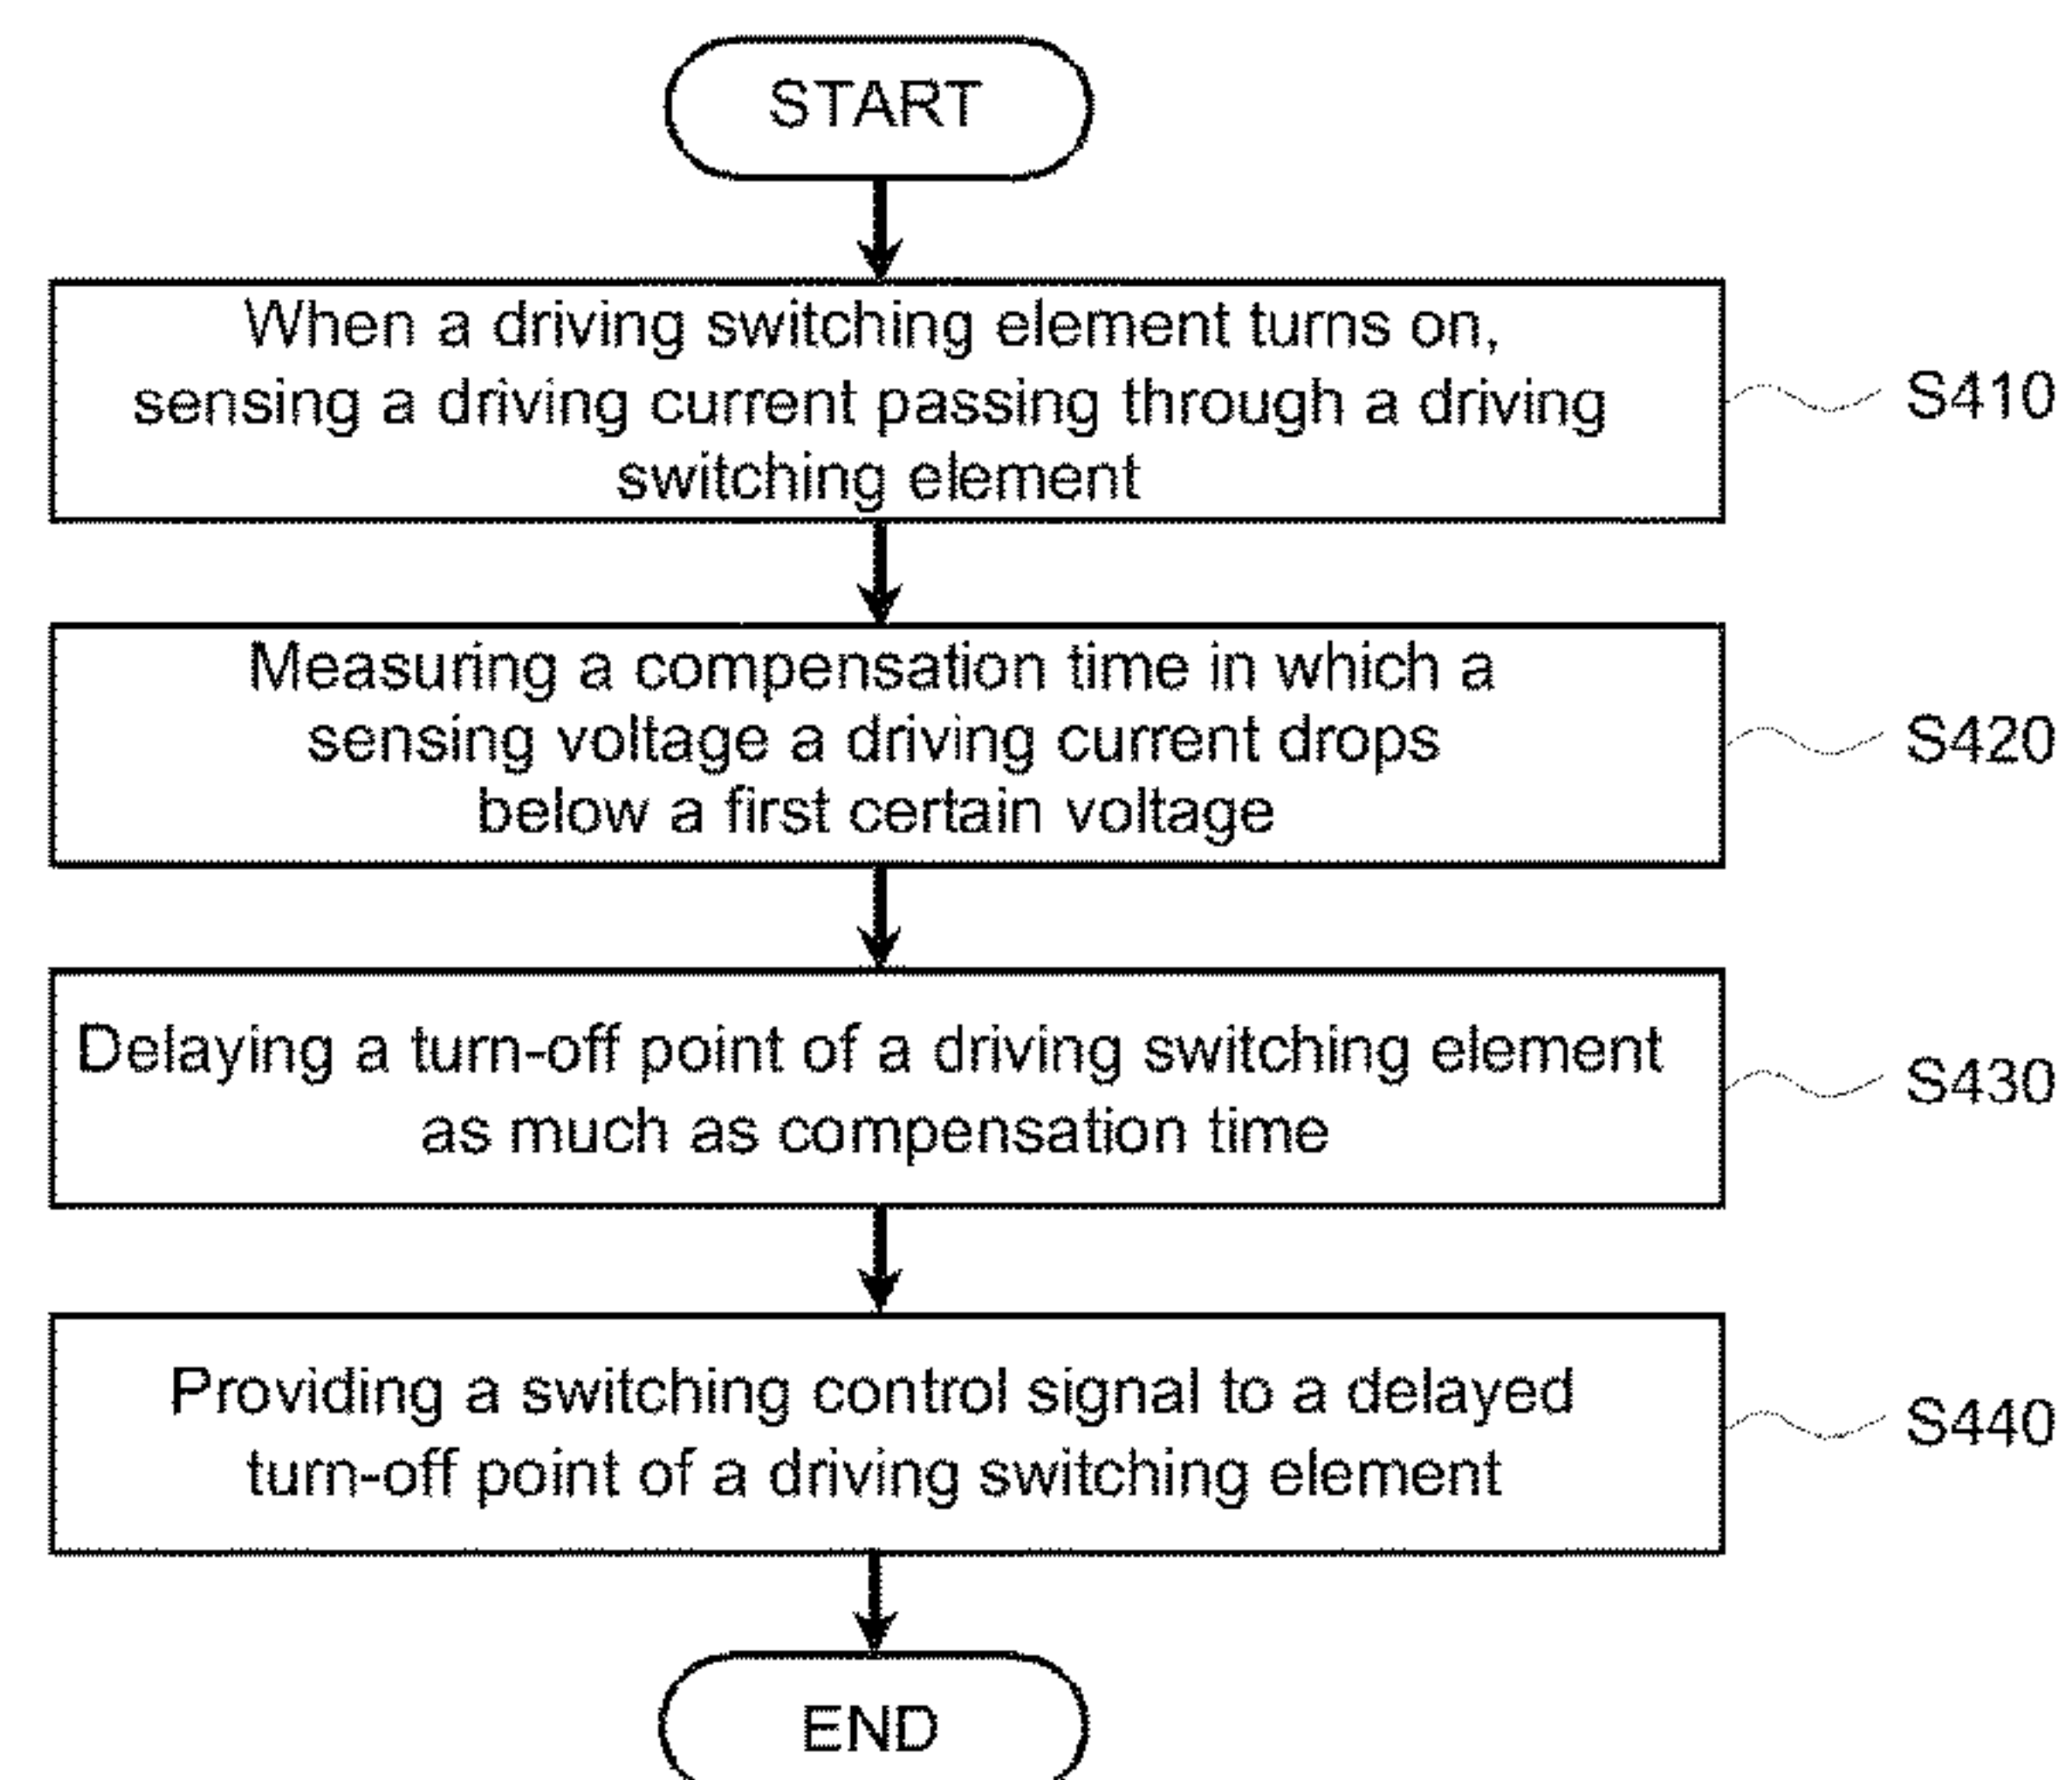 START
When a driving switching element turns on,
sensing a driving current passing through a driving
switching element
S410
Measuring a compensation time in which a
sensing voltage a driving current drops
below a first certain voltage
S420
Delaying a turn-off point of a driving switching element
as much as compensation time
S430
Providing a switching control signal to a delayed
turn-off point of a driving switching element
S440
END